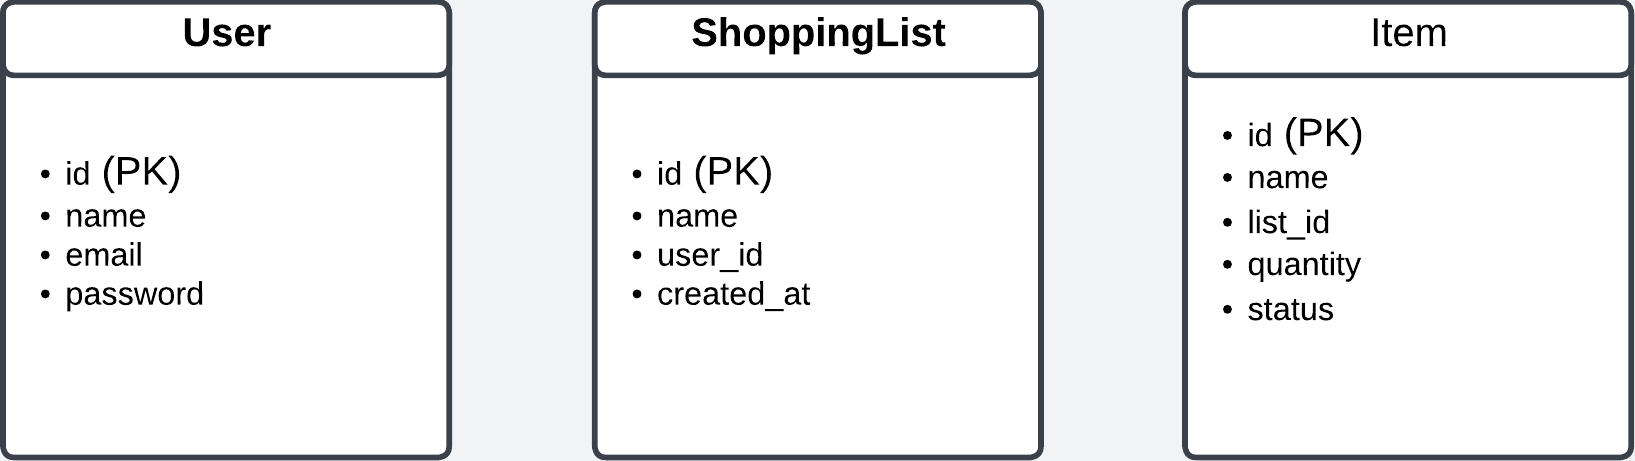 User
• id (PK)
• name
• email
• password
ShoppingList
• id (PK)
• name
• user_id
• created_at
Item
• id (PK)
• name
• list_id
• quantity
• status